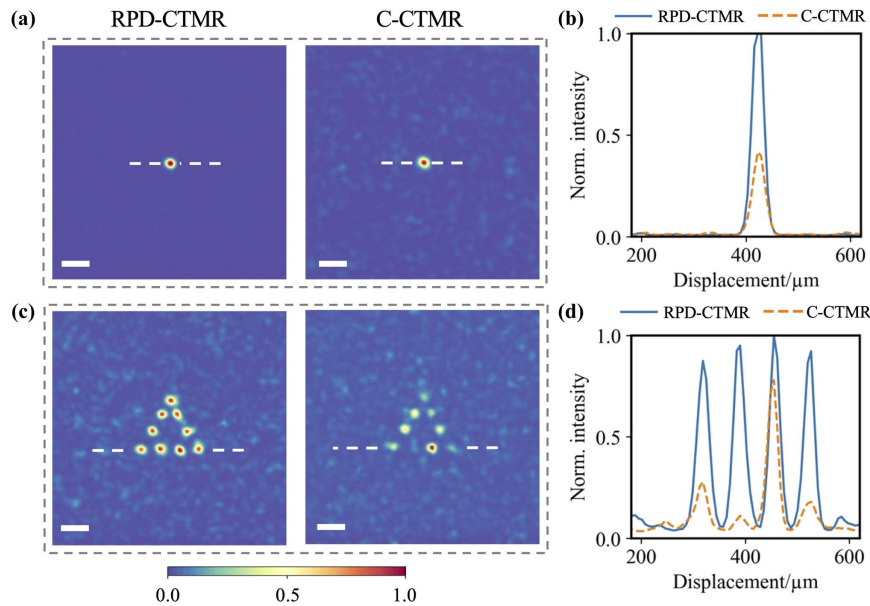 (a) RPD-CTMR C-CTMR
(b) RPD-CTMR C-CTMR
1.0
0.5
0.0
Norm. intensity
200 400 600
Displacement/µm
(c)
(d) RPD-CTMR C-CTMR
1.0
0.5
0.0
Norm. intensity
200 400 600
Displacement/µm
0.0 0.5 1.0